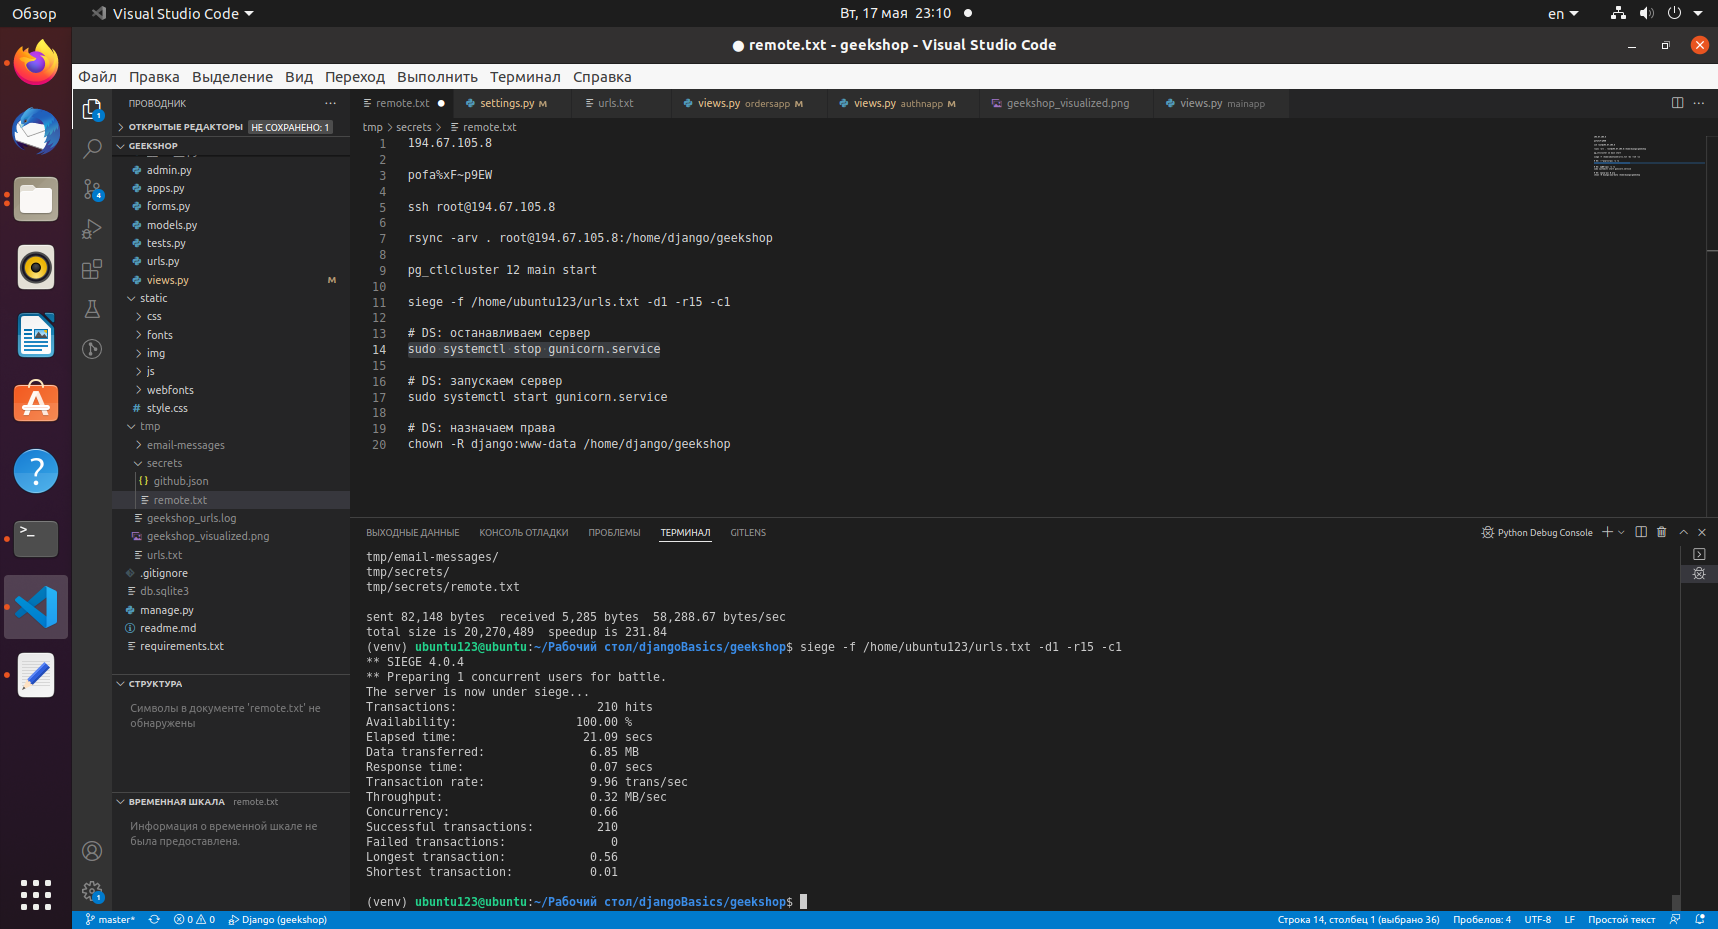 Обзор
Visual Studio Code
Вт, 17 мая 23:10
en
remote.txt - geekshop - Visual Studio Code
Файл Правка Выделение Вид Переход Выполнить Терминал Справка
ПРОВОДНИК
ОТКРЫТЫЕ РЕДАКТОРЫ НЕ СОХРАНЕНО: 1
GEEKSHOP
admin.py
apps.py
forms.py
models.py
tests.py
urls.py
views.py M
static
css
fonts
img
js
webfonts
# style.css
tmp
email-messages
secrets
{} github.json
remote.txt
geekshop_urls.log
geekshop_visualized.png
urls.txt
.gitignore
db.sqlite3
manage.py
readme.md
requirements.txt
СТРУКТУРА
Символы в документе 'remote.txt' не
обнаружены
ВРЕМЕННАЯ ШКАЛА remote.txt
Информация о временной шкале не
была предоставлена.
1
4
1
remote.txt
settings.py M
urls.txt
views.py ordersapp M
views.py authnapp M
geekshop_visualized.png
views.py mainapp
tmp > secrets > remote.txt
1 194.67.105.8
2
3 pofa%xF~p9EW
4
5 ssh root@194.67.105.8
6
7 rsync -arv . root@194.67.105.8:/home/django/geekshop
8
9 pg_ctlcluster 12 main start
10
11 siege -f /home/ubuntu123/urls.txt -d1 -r15 -c1
12
13 # DS: останавливаем сервер
14 sudo systemctl stop gunicorn.service
15
16 # DS: запускаем сервер
17 sudo systemctl start gunicorn.service
18
19 # DS: назначаем права
20 chown -R django:www-data /home/django/geekshop
ВЫХОДНЫЕ ДАННЫЕ КОНСОЛЬ ОТЛАДКИ ПРОБЛЕМЫ ТЕРМИНАЛ GITLENS
Python Debug Console
tmp/email-messages/
tmp/secrets/
tmp/secrets/remote.txt
sent 82,148 bytes received 5,285 bytes 58,288.67 bytes/sec
total size is 20,270,489 speedup is 231.84
(venv) ubuntu123@ubuntu:~/Рабочий стол/djangoBasics/geekshop$ siege -f /home/ubuntu123/urls.txt -d1 -r15 -c1
** SIEGE 4.0.4
** Preparing 1 concurrent users for battle.
The server is now under siege...
Transactions: 210 hits
Availability: 100.00 %
Elapsed time: 21.09 secs
Data transferred: 6.85 MB
Response time: 0.07 secs
Transaction rate: 9.96 trans/sec
Throughput: 0.32 MB/sec
Concurrency: 0.66
Successful transactions: 210
Failed transactions: 0
Longest transaction: 0.56
Shortest transaction: 0.01
(venv) ubuntu123@ubuntu:~/Рабочий стол/djangoBasics/geekshop$
master* 0 0 Django (geekshop)
Строка 14, столбец 1 (выбрано 36) Пробелов: 4 UTF-8 LF Простой текст